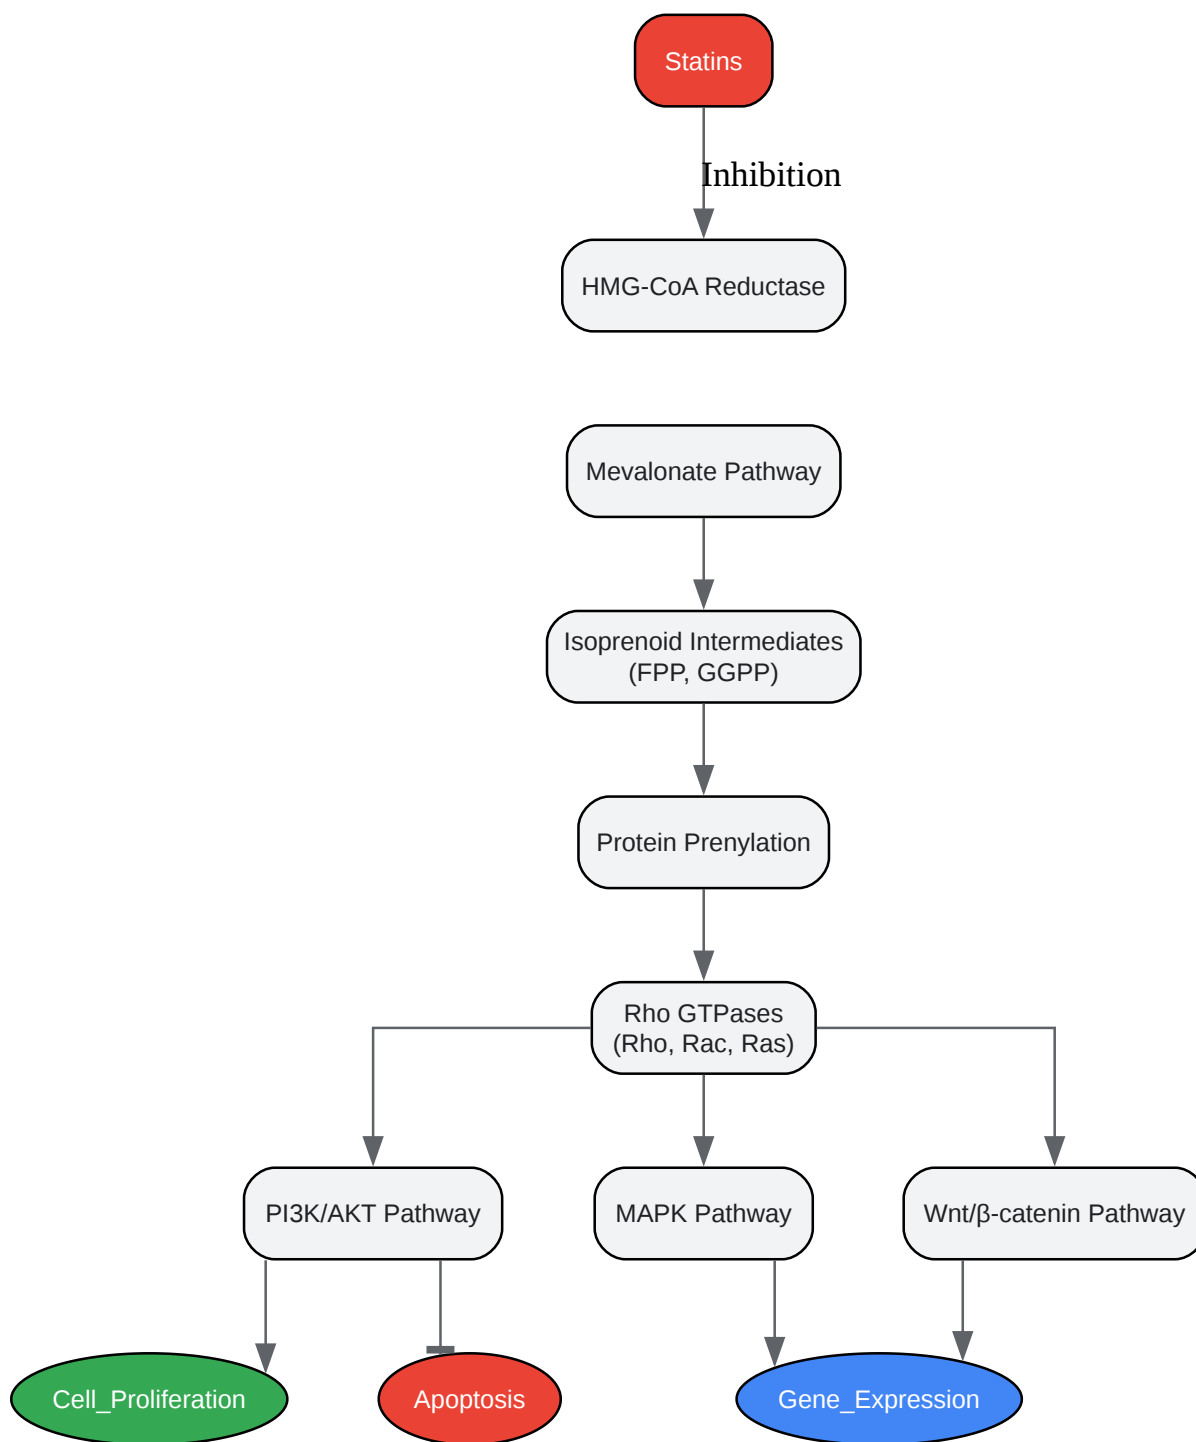 Statins
Inhibition
HMG-CoA Reductase
Mevalonate Pathway
Isoprenoid Intermediates
(FPP, GGPP)
Protein Prenylation
Rho GTPases
(Rho, Rac, Ras)
PI3K/AKT Pathway
MAPK Pathway
Wnt/β-catenin Pathway
Cell_Proliferation
Apoptosis
Gene_Expression